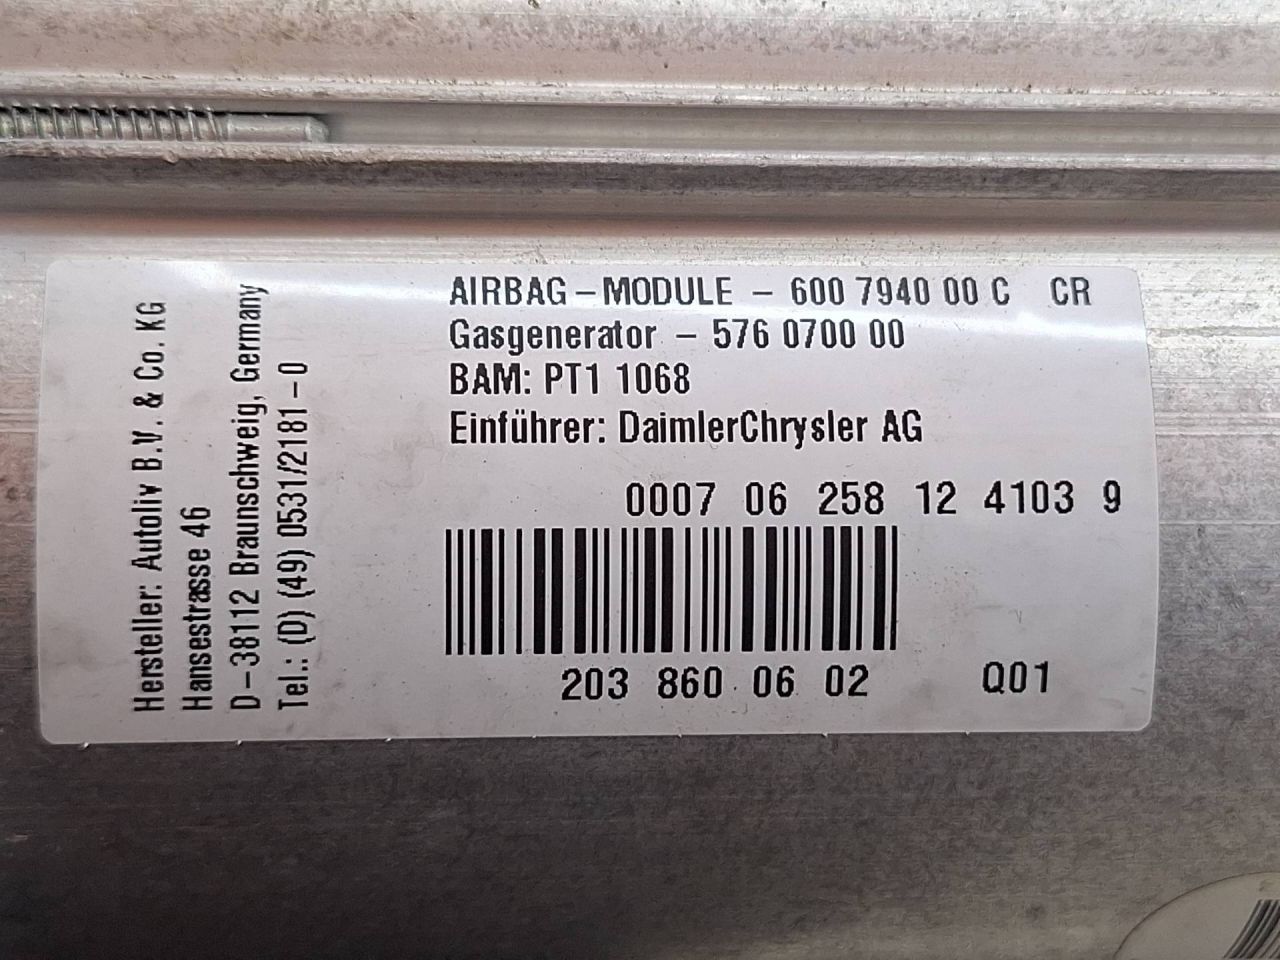 Hersteller: Autoliv B.V. & Co. KG
Hansestrasse 46
D-38112 Braunschweig, Germany
Tel.: (D) (49) 0531/2181-0
AIRBAG-MODULE - 600 7940 00 C CR
Gasgenerator - 576 0700 00
BAM: PT1 1068
Einführer: DaimlerChrysler AG
0007 06 258 12 4103 9
203 860 06 02 Q01